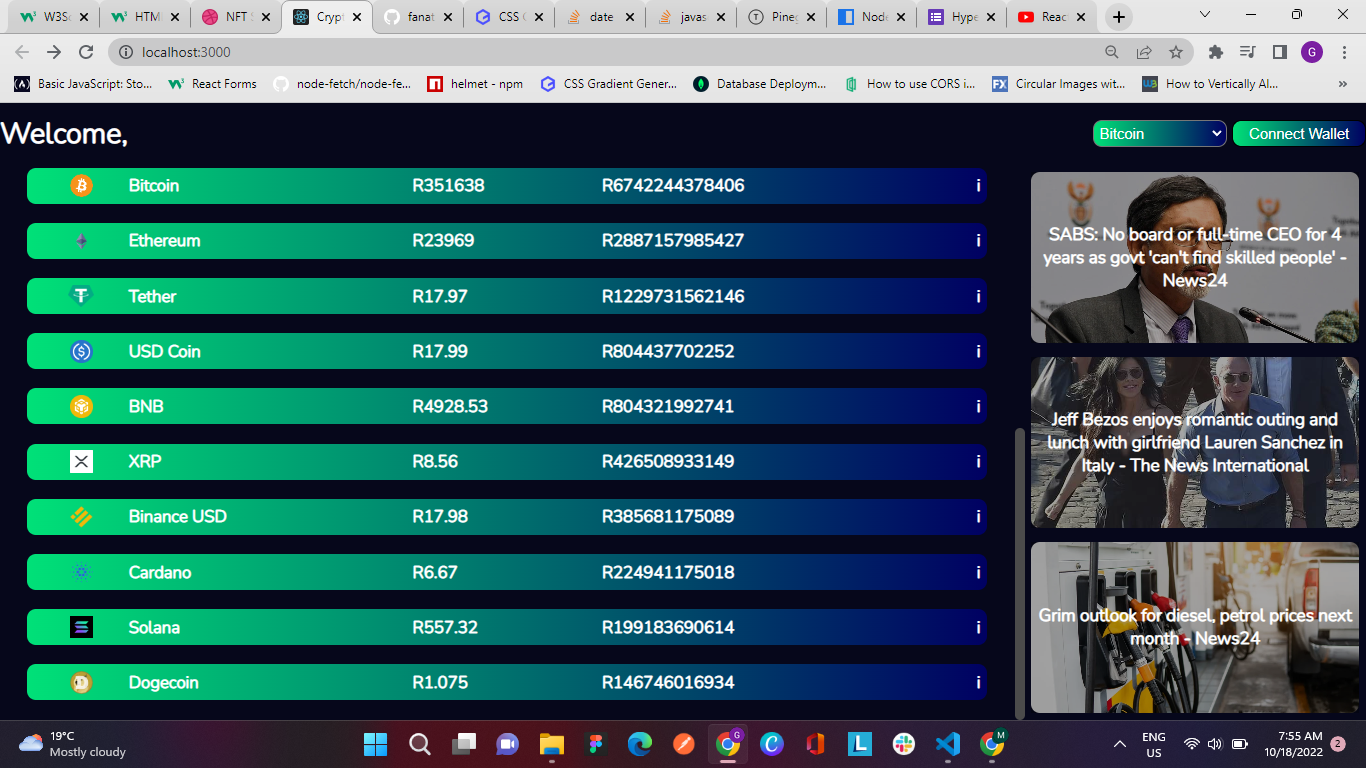 W3Sc
HTML
NFT S
Crypt
fanat
CSS G
date
javas
Pineg
Node
Hype
Reac
localhost:3000
G
Basic JavaScript: Sto...
React Forms
node-fetch/node-fe...
helmet - npm
CSS Gradient Gener...
Database Deploym...
How to use CORS i...
Circular Images wit...
How to Vertically Al...
Welcome,
Bitcoin
Connect Wallet
Bitcoin R351638 R6742244378406 i
Ethereum R23969 R2887157985427 i
Tether R17.97 R1229731562146 i
USD Coin R17.99 R804437702252 i
BNB R4928.53 R804321992741 i
XRP R8.56 R426508933149 i
Binance USD R17.98 R385681175089 i
Cardano R6.67 R224941175018 i
Solana R557.32 R199183690614 i
Dogecoin R1.075 R146746016934 i
SABS: No board or full-time CEO for 4
years as govt 'can't find skilled people' -
News24
Jeff Bezos enjoys romantic outing and
lunch with girlfriend Lauren Sanchez in
Italy - The News International
Grim outlook for diesel, petrol prices next
month - News24
19°C
Mostly cloudy
ENG
US
7:55 AM
10/18/2022
2